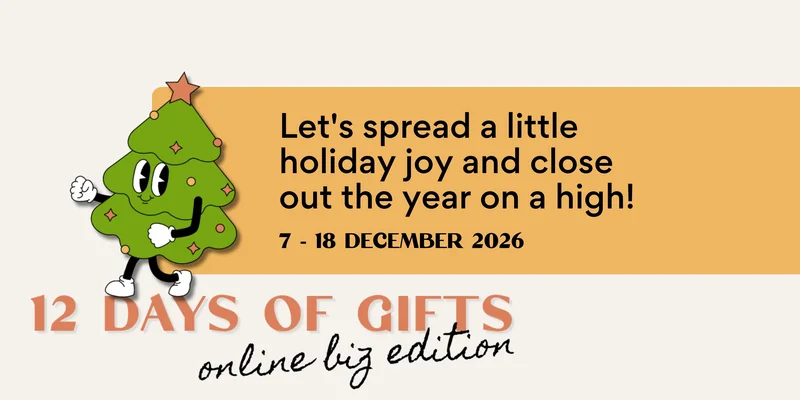 Let's spread a little
holiday joy and close
out the year on a high!
7 - 18 DECEMBER 2026
12 DAYS OF GIFTS
online biz edition